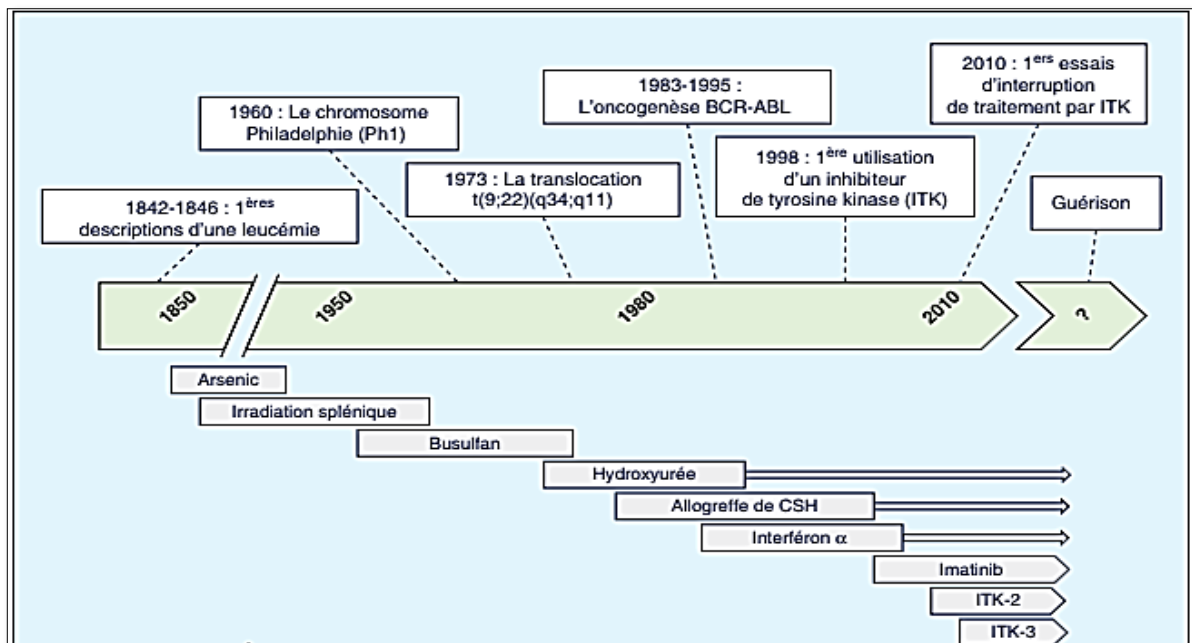 2010 : 1ers essais
d'interruption
de traitement par ITK
1983-1995 :
L'oncogenèse BCR-ABL
1960 : Le chromosome
Philadelphie (Ph1)
1998 : 1ère utilisation
d'un inhibiteur
de tyrosine kinase (ITK)
1973 : La translocation
t(9;22)(q34;q11)
1842-1846 : 1ères
descriptions d'une leucémie
Guérison
1850
1950
1980
2010
?
Arsenic
Irradiation splénique
Busulfan
Hydroxyurée
Allogreffe de CSH
Interféron α
Imatinib
ITK-2
ITK-3